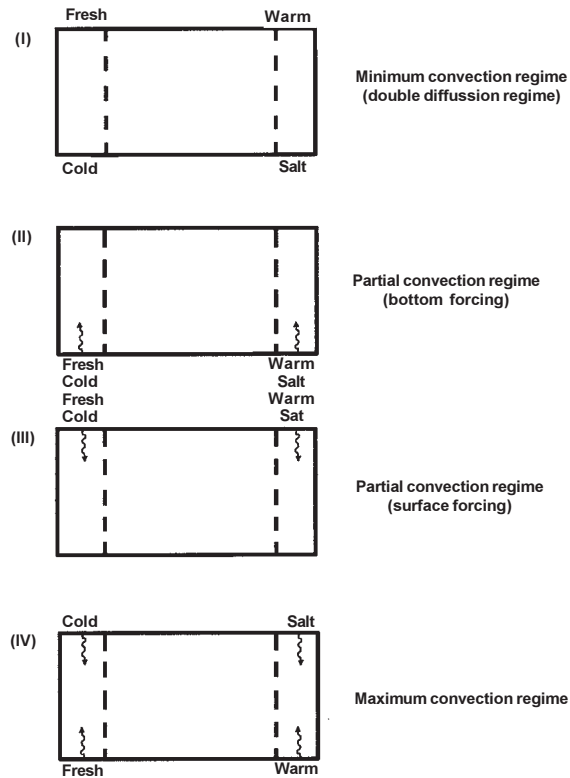 Fresh Warm
(I)
Minimum convection regime
(double diffussion regime)
Cold Salt
(II)
Partial convection regime
(bottom forcing)
Fresh Warm
Cold Salt
Fresh Warm
Cold Sat
(III)
Partial convection regime
(surface forcing)
Cold Salt
(IV)
Maximum convection regime
Fresh Warm